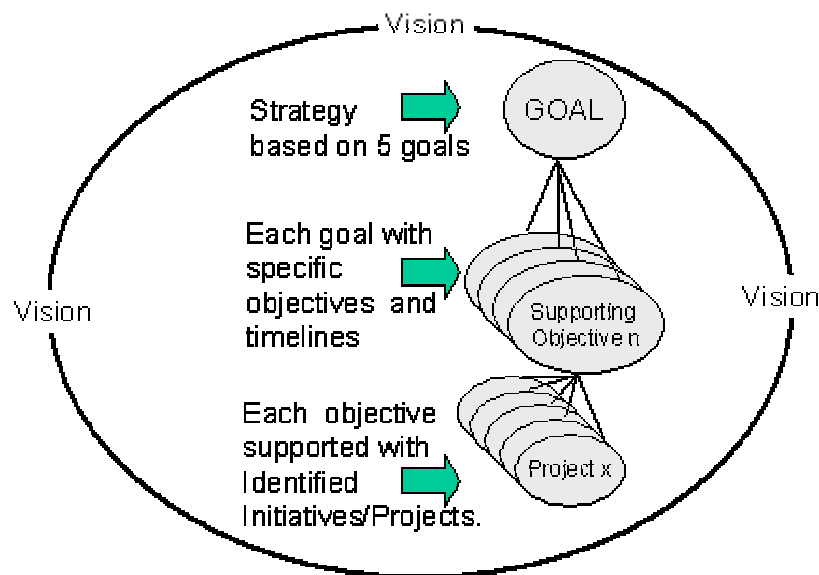 Vision
Strategy
based on 5 goals
GOAL
Each goal with
specific
objectives and
timelines
Vision
Vision
Supporting
Objective n
Each objective
supported with
Identified
Initiatives/Projects.
Project x